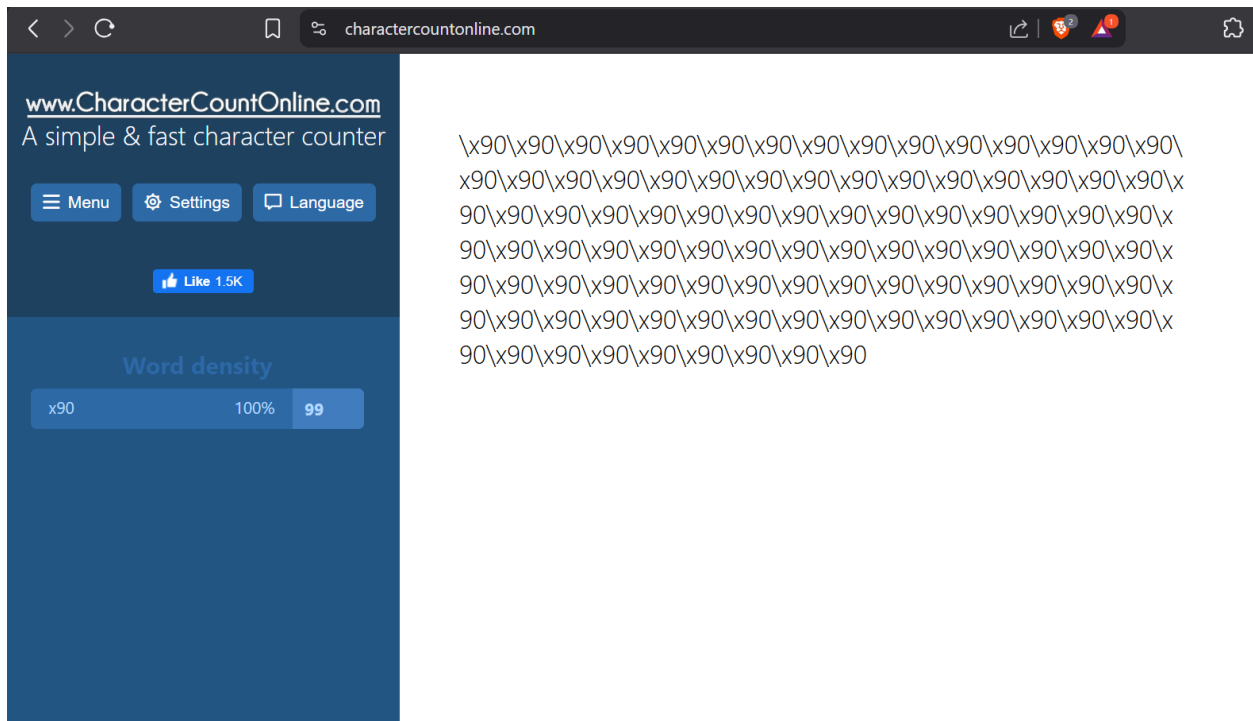 characterecountonline.com
www.CharacterCountOnline.com
A simple & fast character counter
Menu
Settings
Language
Like 1.5K
Word density
x90 100% 99
\x90\x90\x90\x90\x90\x90\x90\x90\x90\x90\x90\x90\x90\x90\x90\
x90\x90\x90\x90\x90\x90\x90\x90\x90\x90\x90\x90\x90\x90\x90\x
90\x90\x90\x90\x90\x90\x90\x90\x90\x90\x90\x90\x90\x90\x90\x
90\x90\x90\x90\x90\x90\x90\x90\x90\x90\x90\x90\x90\x90\x90\x
90\x90\x90\x90\x90\x90\x90\x90\x90\x90\x90\x90\x90\x90\x90\x
90\x90\x90\x90\x90\x90\x90\x90\x90\x90\x90\x90\x90\x90\x90\x
90\x90\x90\x90\x90\x90\x90\x90\x90